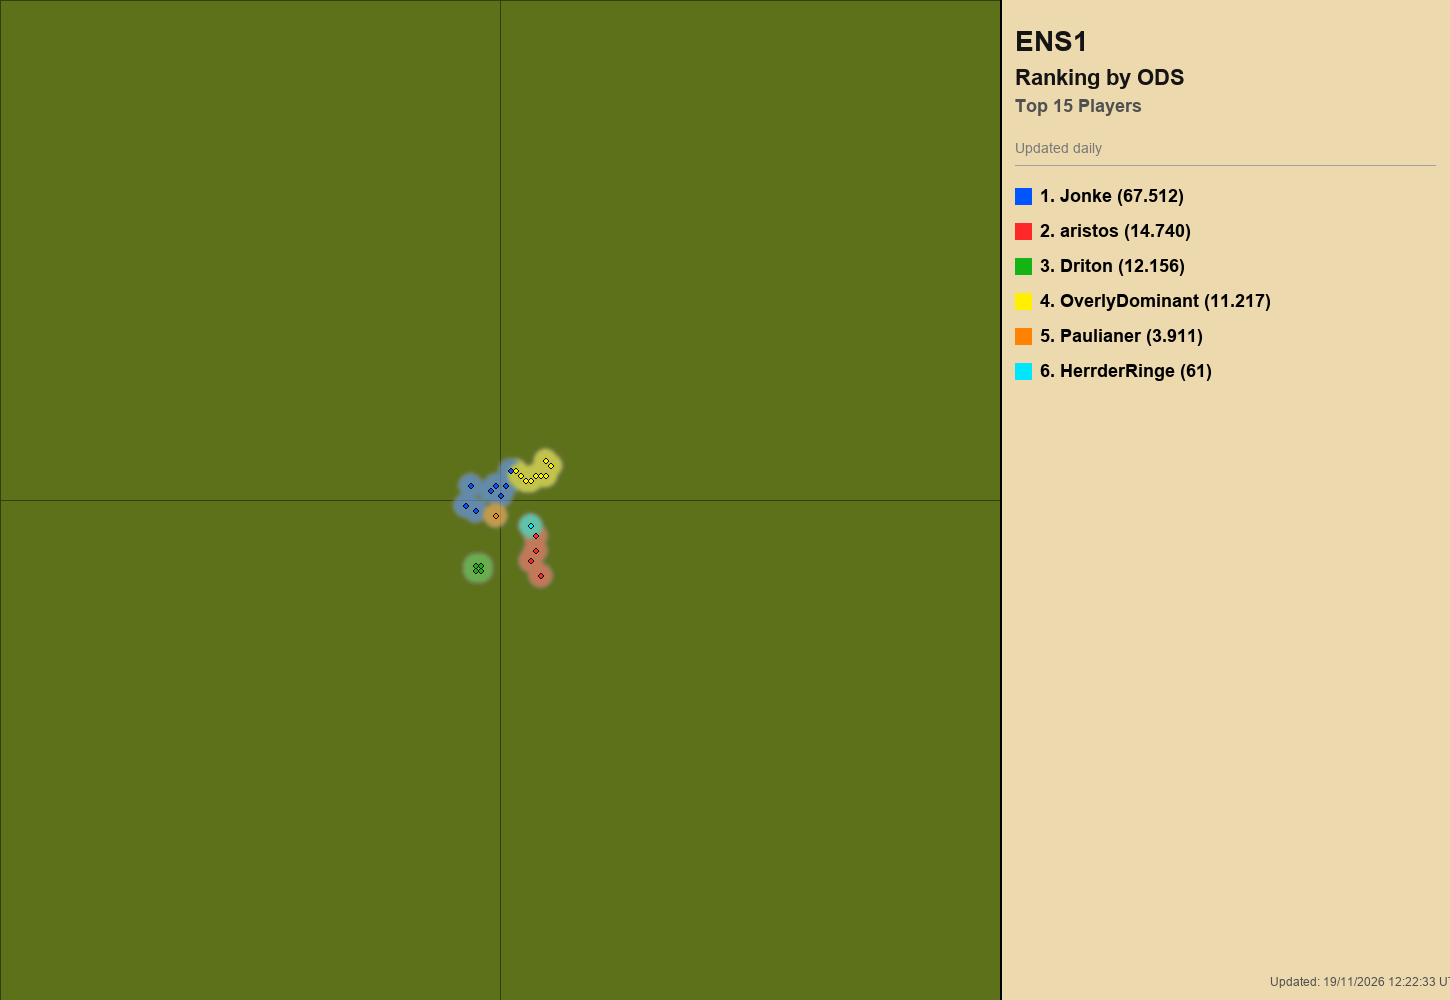 ENS1
Ranking by ODS
Top 15 Players
Updated daily
1. Jonke (67.512)
2. aristos (14.740)
3. Driton (12.156)
4. OverlyDominant (11.217)
5. Paulianer (3.911)
6. HerrderRinge (61)
Updated: 19/11/2026 12:22:33